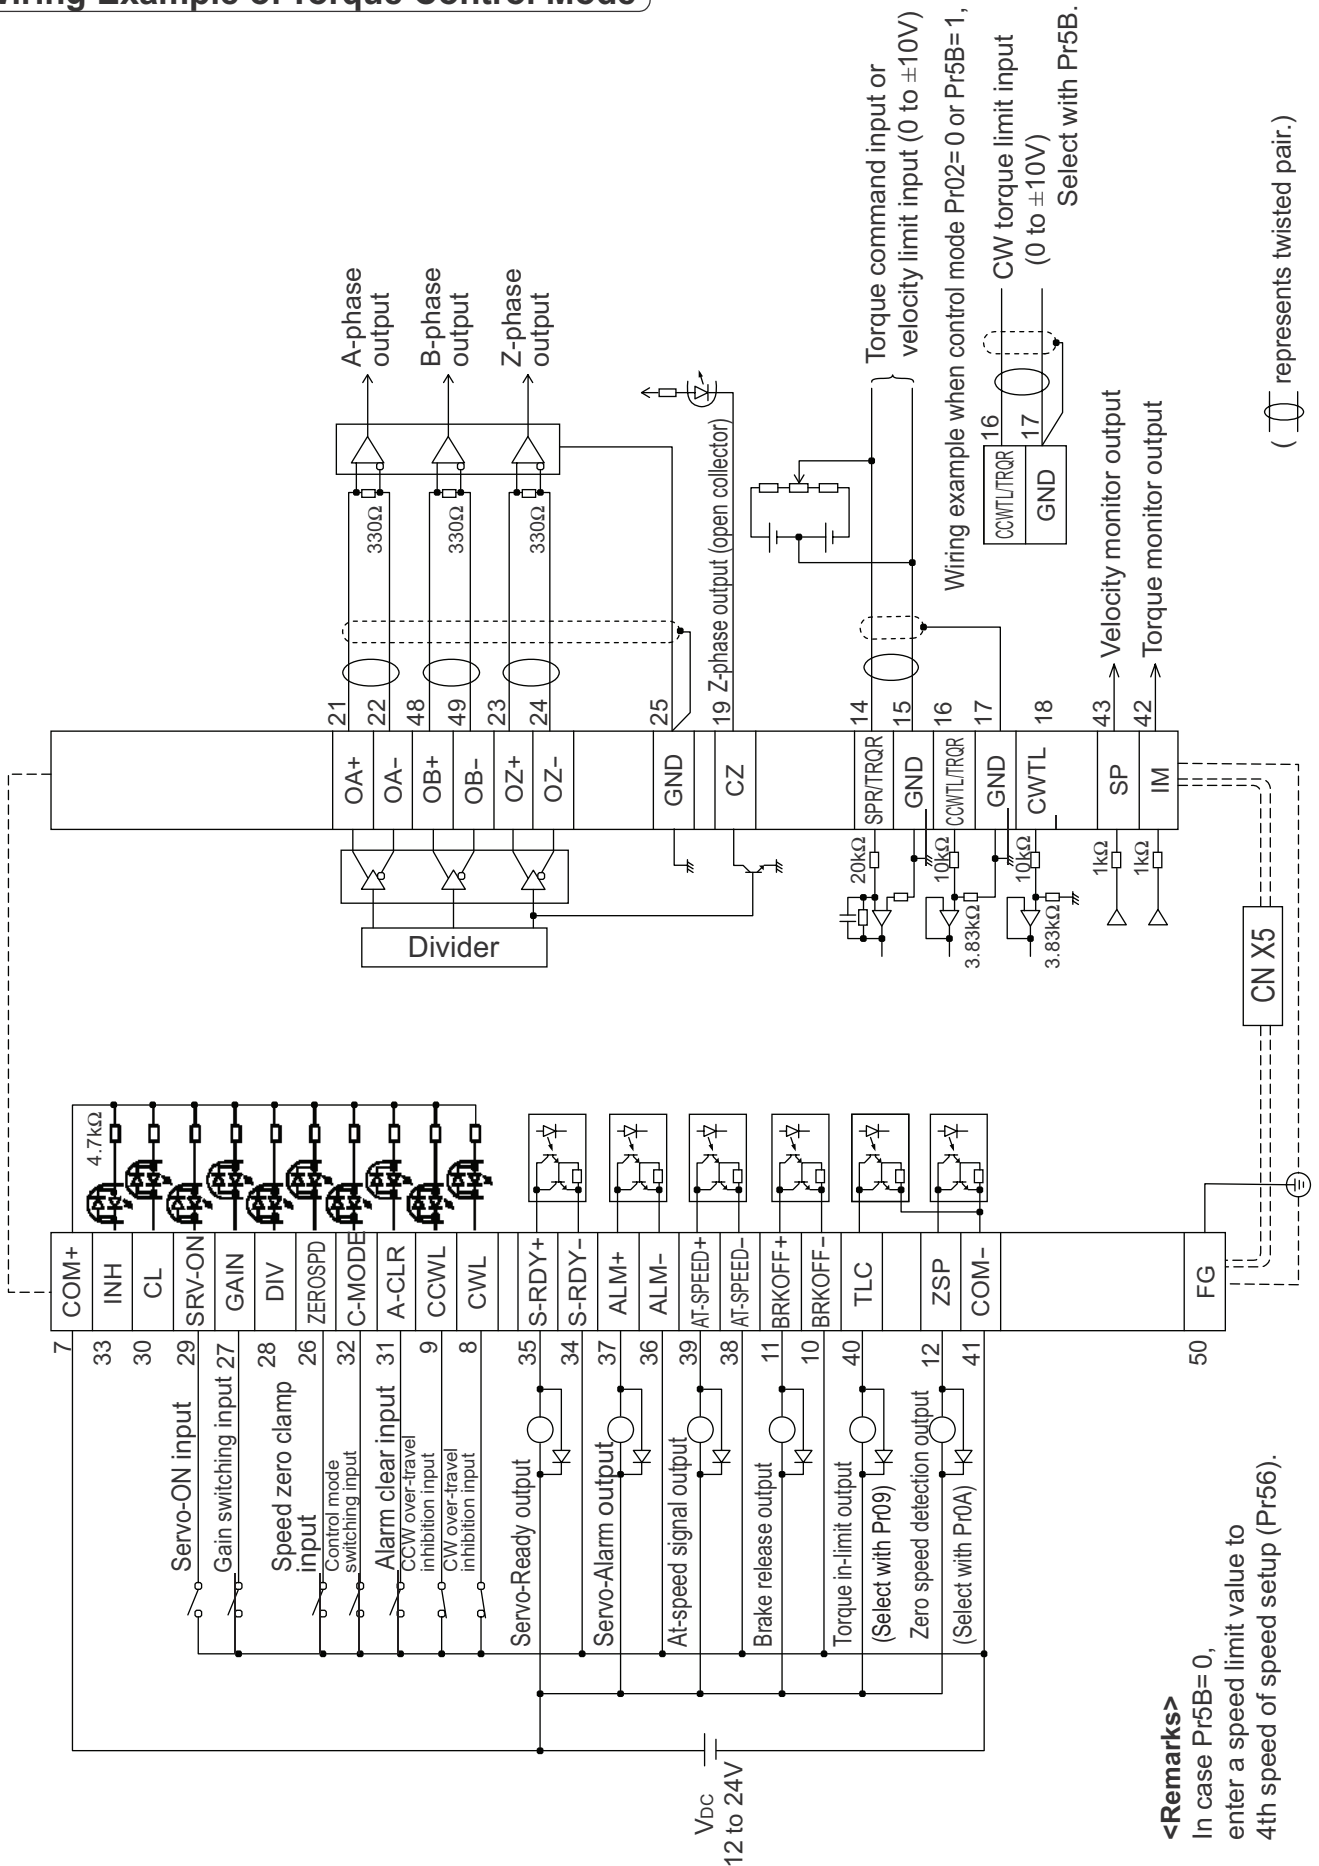 Wiring Example of Torque Control Mode
COM+
INH
CL
SRV-ON
GAIN
DIV
ZEROSPD
C-MODE
A-CLR
CCWL
CWL
S-RDY+
S-RDY−
ALM+
ALM−
AT-SPEED+
AT-SPEED−
BRKOFF+
BRKOFF−
TLC
ZSP
COM-
FG
7
33
30
29
27
28
26
32
31
9
8
35
34
37
36
39
38
11
10
40
12
41
50
4.7kΩ
Servo-ON input
Gain switching input
Speed zero clamp
input
Control mode
switching input
Alarm clear input
CCW over-travel
inhibition input
CW over-travel
inhibition input
Servo-Ready output
Servo-Alarm output
At-speed signal output
Brake release output
Torque in-limit output
(Select with Pr09)
Zero speed detection output
(Select with Pr0A)
VDC
12 to 24V
Divider
OA+
OA−
OB+
OB−
OZ+
OZ−
GND
CZ
SPR/TRQR
GND
CCWTL/TRQR
GND
CWTL
SP
IM
21
22
48
49
23
24
25
19 Z-phase output (open collector)
14
15
16
17
18
43
42
330Ω
330Ω
330Ω
A-phase
output
B-phase
output
Z-phase
output
20kΩ
10kΩ
3.83kΩ
10kΩ
3.83kΩ
1kΩ
1kΩ
Torque command input or
velocity limit input (0 to ±10V)
Wiring example when control mode Pr02=0 or Pr5B=1,
CCWTL/TRQR
GND
16
17
CW torque limit input
(0 to ±10V)
Select with Pr5B.
Velocity monitor output
Torque monitor output
CN X5
( represents twisted pair.)
<Remarks>
In case Pr5B=0,
enter a speed limit value to
4th speed of speed setup (Pr56).